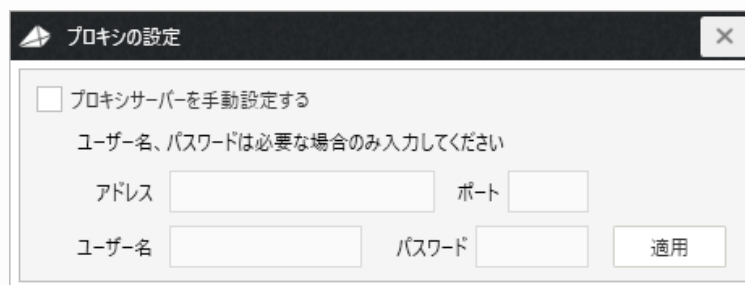 プロキシの設定
プロキシサーバーを手動設定する
ユーザー名、パスワードは必要な場合のみ入力してください
アドレス ポート
ユーザー名 パスワード 適用